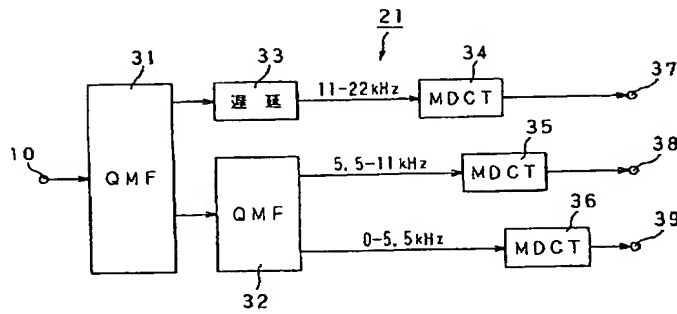 21
31
33
34
37
遅延
11-22kHz
MDCT
35
38
10
QMF
5.5-11kHz
MDCT
QMF
36
39
0-5.5kHz
MDCT
32